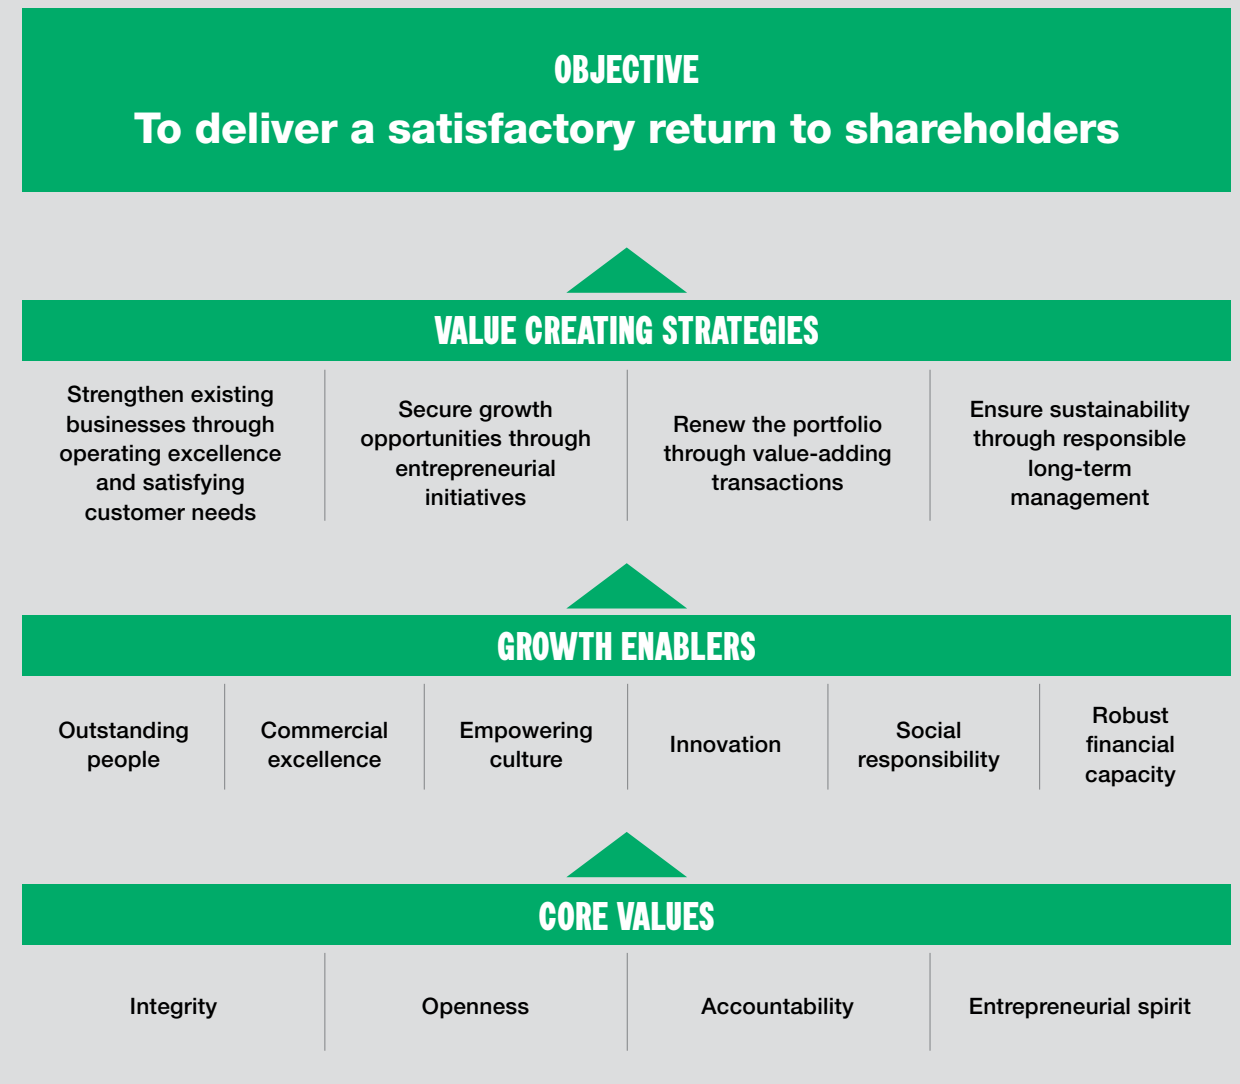 OBJECTIVE
To deliver a satisfactory return to shareholders
VALUE CREATING STRATEGIES
Strengthen existing
businesses through
operating excellence
and satisfying
customer needs
Secure growth
opportunities through
entrepreneurial
initiatives
Renew the portfolio
through value-adding
transactions
Ensure sustainability
through responsible
long-term
management
GROWTH ENABLERS
Outstanding
people
Commercial
excellence
Empowering
culture
Innovation
Social
responsibility
Robust
financial
capacity
CORE VALUES
Integrity
Openness
Accountability
Entrepreneurial spirit